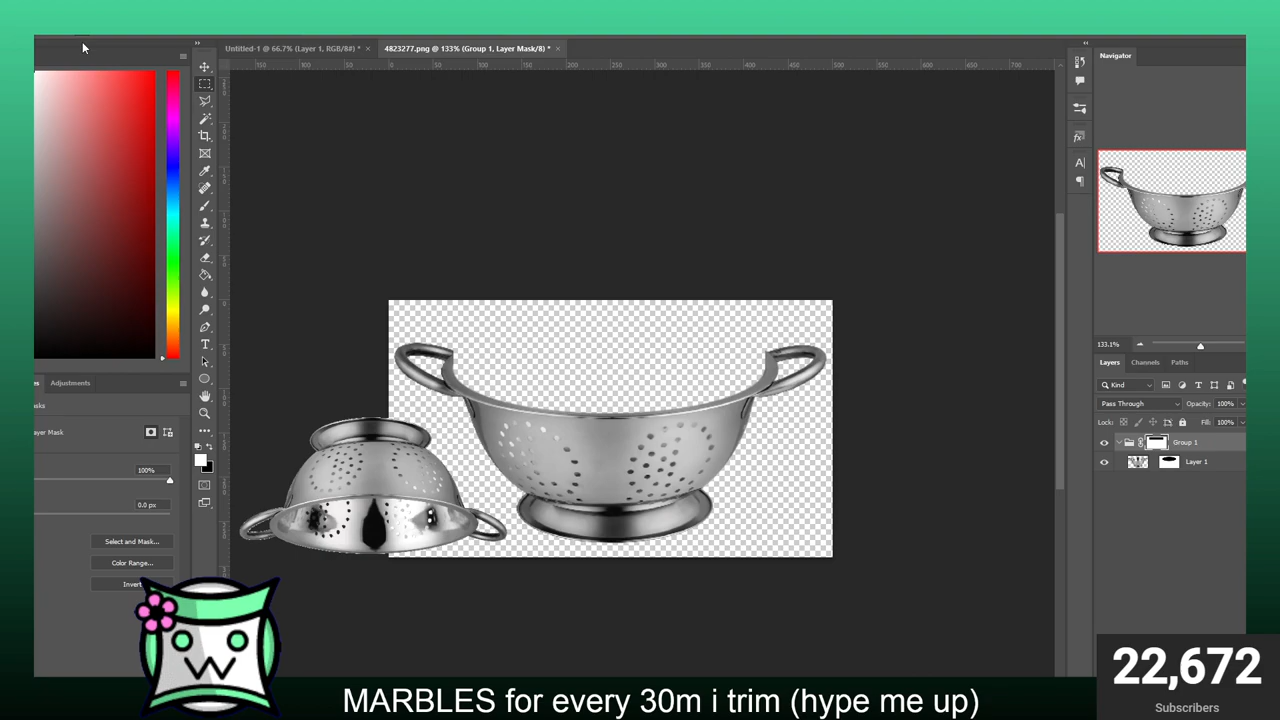 Untitled-1 @ 66.7% (Layer 1, RGB/8#) *
4823277.png @ 133% (Group 1, Layer Mask/8) *
Navigator
133.1%
Layers Channels Paths
Kind
Pass Through Opacity: 100%
Lock: Fill: 100%
Group 1
Layer 1
Adjustments
100%
0.0 px
Select and Mask...
Color Range...
Invert
MARBLES for every 30m i trim (hype me up)
22,672
Subscribers